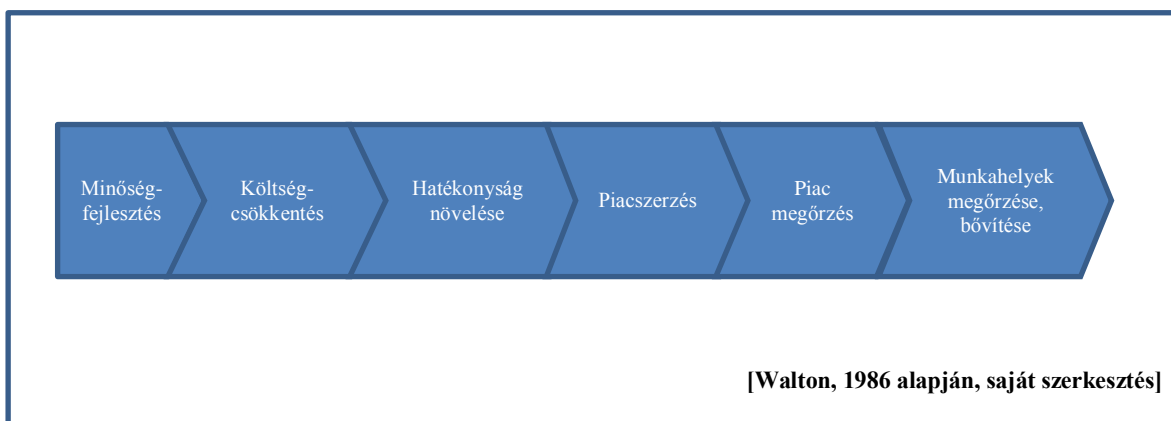 Minőség-
fejlesztés
Költség-
csökkentés
Hatékonyság
növelése
Piacszerzés
Piac
megőrzés
Munkahelyek
megőrzése,
bővítése
[Walton, 1986 alapján, saját szerkesztés]